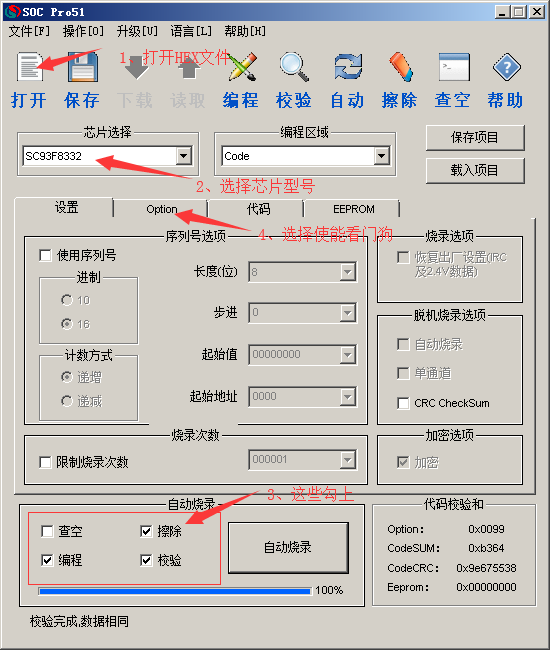 SOC Pro51
文件[F] 操作[O] 升级[U] 语言[L] 帮助[H]
1、打开HEX文件
打开 保存 下载 读取 编程 校验 自动 擦除 查空 帮助
芯片选择 编程区域 保存项目
SC93F8332 Code
载入项目
2、选择芯片型号
设置 Option 代码 EEPROM
4、选择使能看门狗
序列号选项 烧录选项
使用序列号 恢复出厂设置(IRC
及2.4V数据)
长度(位) 8
进制
10
16
步进 0
脱机烧录选项
自动烧录
单通道
CRC CheckSum
起始值 00000000
计数方式
递增
递减
起始地址 0000
烧录次数 加密选项
限制烧录次数 000001 加密
3、这些勾上
自动烧录 代码校验和
查空 擦除
编程 校验
自动烧录
Option: 0x0099
CodeSUM: 0xb364
CodeCRC: 0x9e675538
Eeprom: 0x00000000
100%
校验完成,数据相同